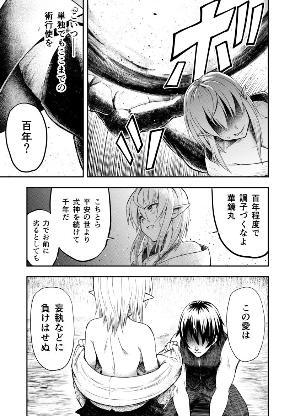 こいつ…
単独でもここまでの
術行使を
ボボ
百年？
百年程度で
調子づくなよ
華鏡丸
こちとら
平安の世より
式神を続けて
千年だ
力でお前に
劣るとしても
この愛は
妄執などに
負けはせぬ